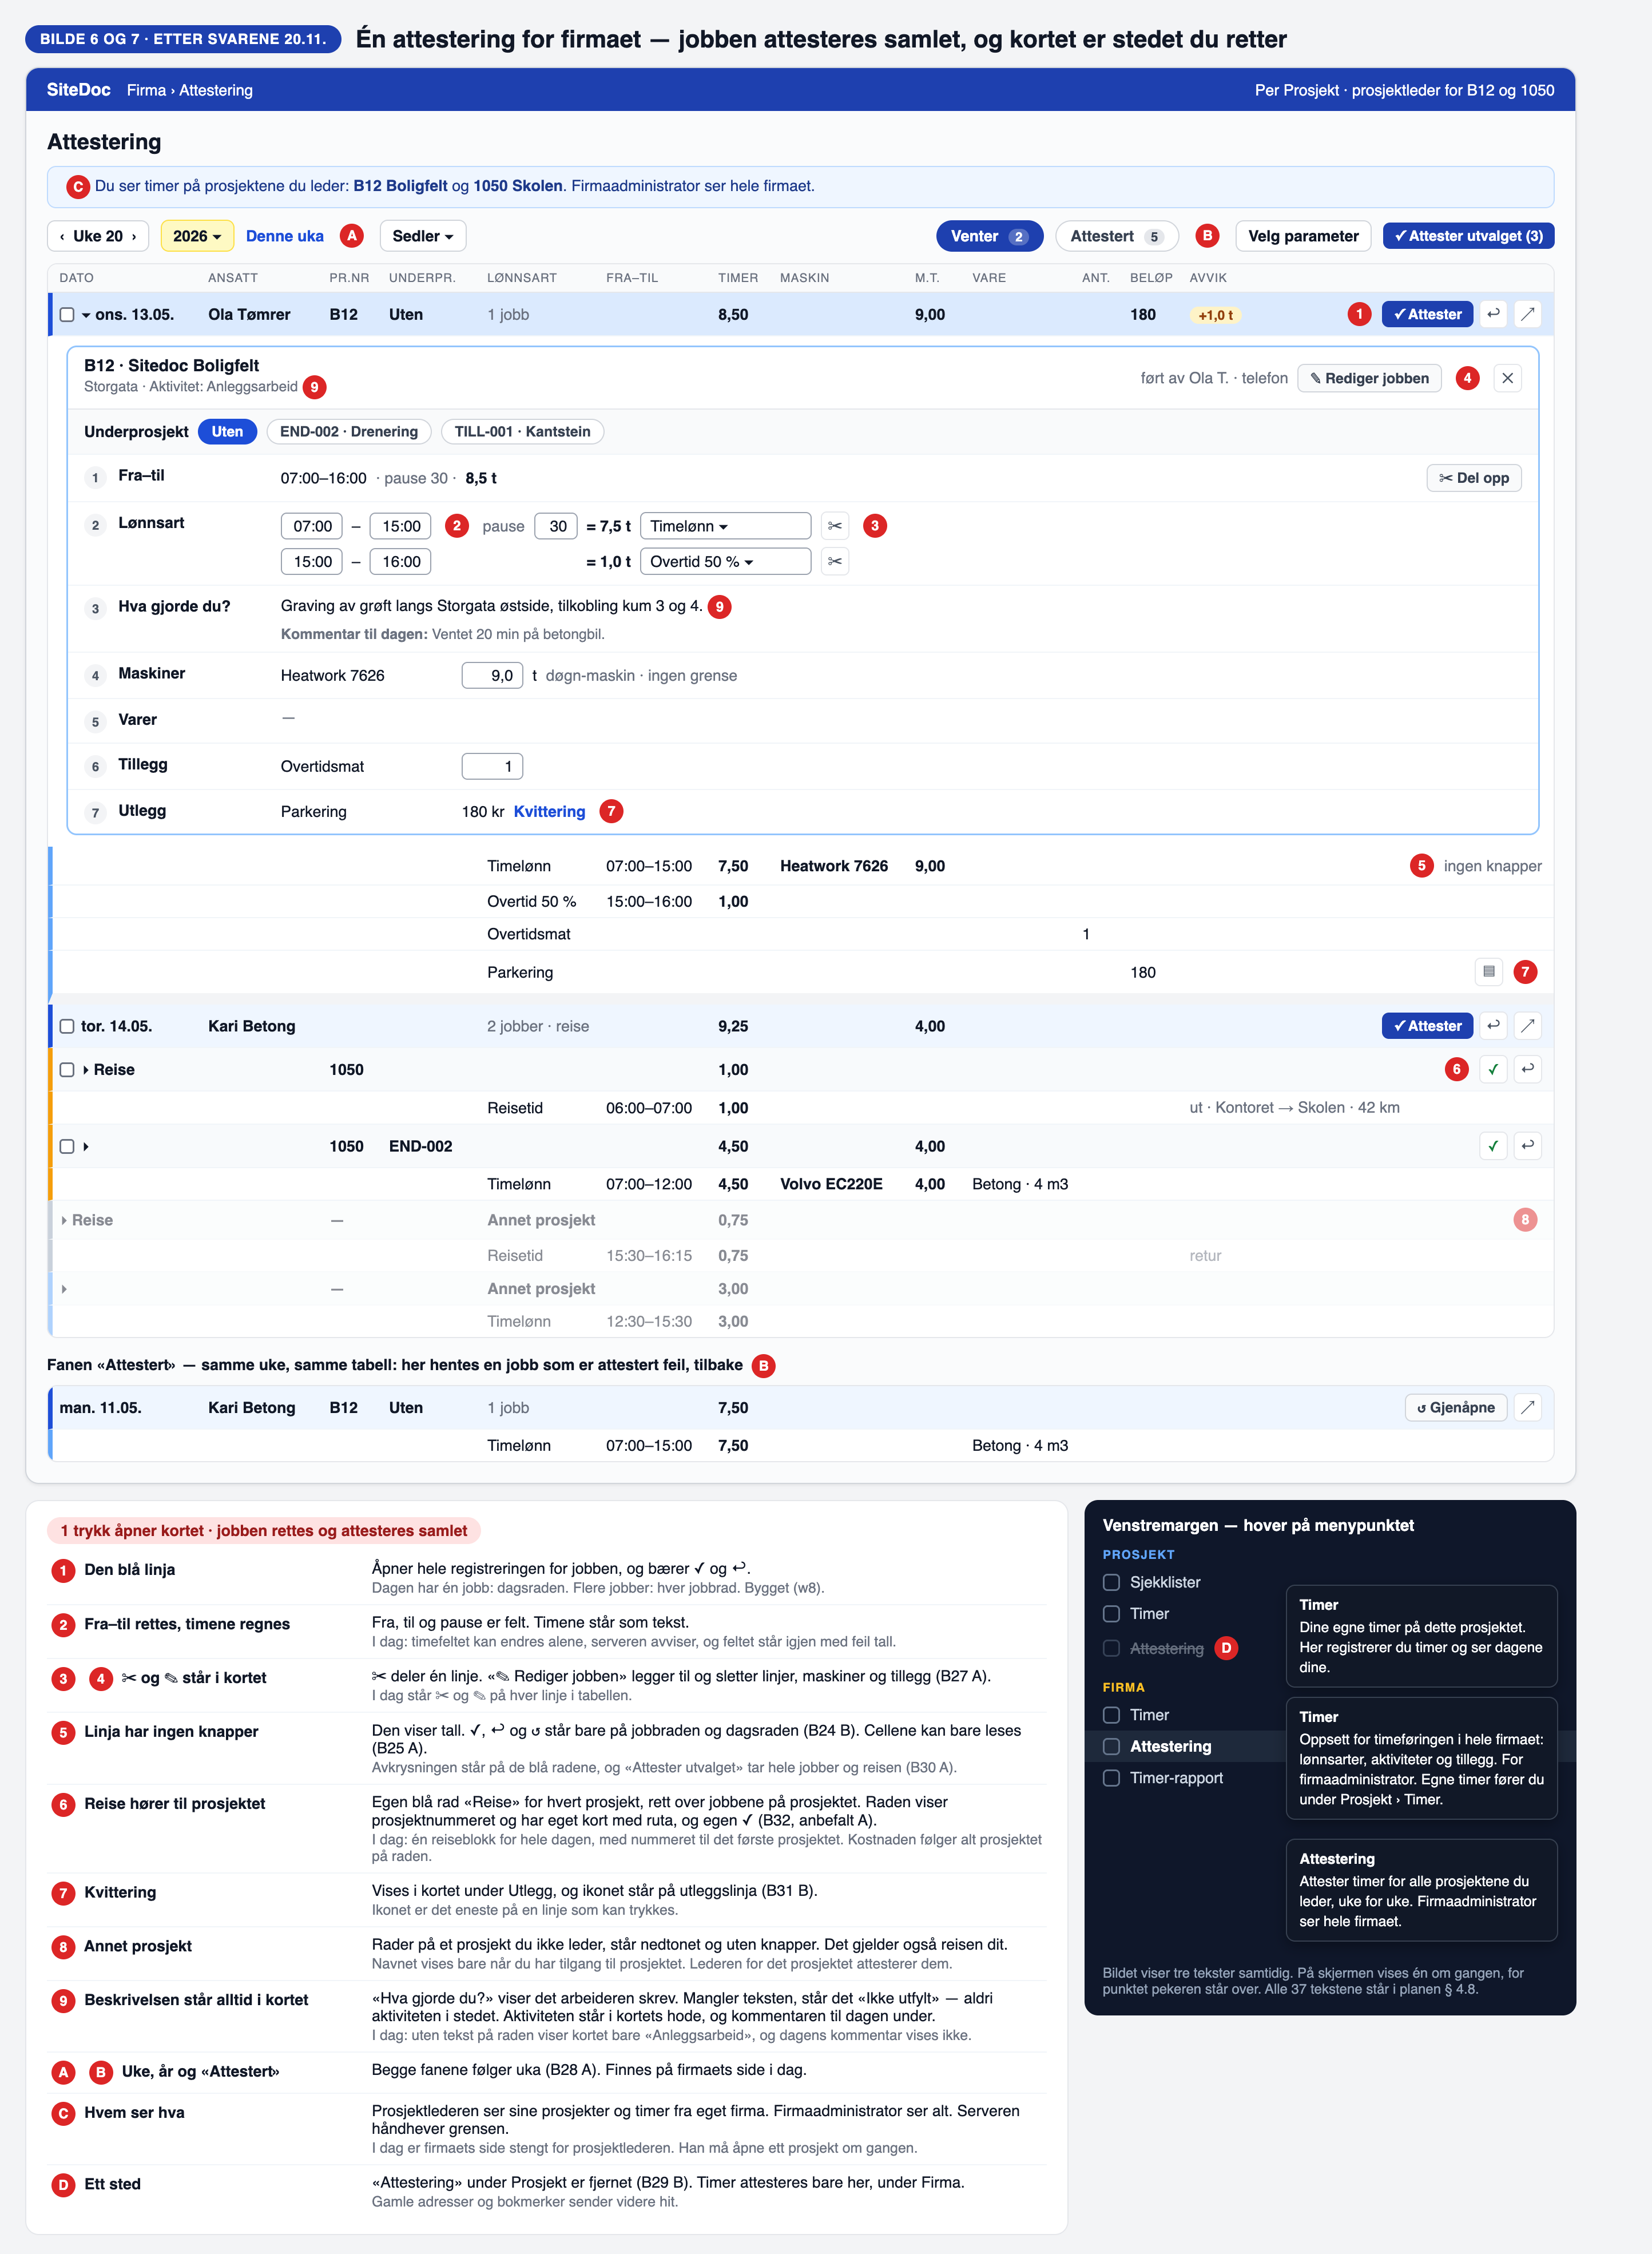 BILDE 6 OG 7 · ETTER SVARENE 20.11. Én attestering for firmaet — jobben attesteres samlet, og kortet er stedet du retter
SiteDoc Firma › Attestering Per Prosjekt · prosjektleder for B12 og 1050
Attestering
C Du ser timer på prosjektene du leder: B12 Boligfelt og 1050 Skolen. Firmaadministrator ser hele firmaet.
‹ Uke 20 › 2026 Denne uka A Sedler Venter 2 Attestert 5 B Velg parameter ✓ Attester utvalget (3)
DATO ANSATT PR.NR UNDERPR. LØNNSART FRA–TIL TIMER MASKIN M.T. VARE ANT. BELØP AVVIK
ons. 13.05. Ola Tømrer B12 Uten 1 jobb 8,50 9,00 180 +1,0 t 1 ✓ Attester ↩
B12 · Sitedoc Boligfelt
Storgata · Aktivitet: Anleggsarbeid 9 ført av Ola T. · telefon ✎ Rediger jobben 4 ×
Underprosjekt Uten END-002 · Drenering TILL-001 · Kantstein
1 Fra–til 07:00–16:00 · pause 30 · 8,5 t ✂ Del opp
2 Lønnsart 07:00 – 15:00 2 pause 30 = 7,5 t Timelønn ✂ 3
15:00 – 16:00 = 1,0 t Overtid 50 % ✂
3 Hva gjorde du? Graving av grøft langs Storgata østside, tilkobling kum 3 og 4. 9
Kommentar til dagen: Ventet 20 min på betongbil.
4 Maskiner Heatwork 7626 9,0 t døgn-maskin · ingen grense
5 Varer —
6 Tillegg Overtidsmat 1
7 Utlegg Parkering 180 kr Kvittering 7
Timelønn 07:00–15:00 7,50 Heatwork 7626 9,00 5 ingen knapper
Overtid 50 % 15:00–16:00 1,00
Overtidsmat 1
Parkering 180 7
tor. 14.05. Kari Betong 2 jobber · reise 9,25 4,00 ✓ Attester ↩
Reise 1050 1,00 6 ✓ ↩
Reisetid 06:00–07:00 1,00 ut · Kontoret → Skolen · 42 km
1050 END-002 4,50 4,00 ✓ ↩
Timelønn 07:00–12:00 4,50 Volvo EC220E 4,00 Betong · 4 m3
Reise — Annet prosjekt 0,75 8
Reisetid 15:30–16:15 0,75 retur
— Annet prosjekt 3,00
Timelønn 12:30–15:30 3,00
Fanen «Attestert» — samme uke, samme tabell: her hentes en jobb som er attestert feil, tilbake B
man. 11.05. Kari Betong B12 Uten 1 jobb 7,50 ↺ Gjenåpne
Timelønn 07:00–15:00 7,50 Betong · 4 m3
1 trykk åpner kortet · jobben rettes og attesteres samlet
1 Den blå linja Åpner hele registreringen for jobben, og bærer ✓ og ↩.
Dagen har én jobb: dagsraden. Flere jobber: hver jobbrad. Bygget (w8).
2 Fra–til rettes, timene regnes Fra, til og pause er felt. Timene står som tekst.
I dag: timefeltet kan endres alene, serveren avviser, og feltet står igjen med feil tall.
3 4 ✂ og ✎ står i kortet ✂ deler én linje. «✎ Rediger jobben» legger til og sletter linjer, maskiner og tillegg (B27 A).
I dag står ✂ og ✎ på hver linje i tabellen.
5 Linja har ingen knapper Den viser tall. ✓, ↩ og ↺ står bare på jobbraden og dagsraden (B24 B). Cellene kan bare leses
(B25 A).
Avkrysningen står på de blå radene, og «Attester utvalget» tar hele jobber og reisen (B30 A).
6 Reise hører til prosjektet Egen blå rad «Reise» for hvert prosjekt, rett over jobbene på prosjektet. Raden viser
prosjektnummeret og har eget kort med ruta, og egen ✓ (B32, anbefalt A).
I dag: én reiseblokk for hele dagen, med nummeret til det første prosjektet. Kostnaden følger alt prosjektet
på raden.
7 Kvittering Vises i kortet under Utlegg, og ikonet står på utleggslinja (B31 B).
Ikonet er det eneste på en linje som kan trykkes.
8 Annet prosjekt Rader på et prosjekt du ikke leder, står nedtonet og uten knapper. Det gjelder også reisen dit.
Navnet vises bare når du har tilgang til prosjektet. Lederen for det prosjektet attesterer dem.
9 Beskrivelsen står alltid i kortet «Hva gjorde du?» viser det arbeideren skrev. Mangler teksten, står det «Ikke utfylt» — aldri
aktiviteten i stedet. Aktiviteten står i kortets hode, og kommentaren til dagen under.
I dag: uten tekst på raden viser kortet bare «Anleggsarbeid», og dagens kommentar vises ikke.
A B Uke, år og «Attestert» Begge fanene følger uka (B28 A). Finnes på firmaets side i dag.
C Hvem ser hva Prosjektlederen ser sine prosjekter og timer fra eget firma. Firmaadministrator ser alt. Serveren
håndhever grensen.
I dag er firmaets side stengt for prosjektlederen. Han må åpne ett prosjekt om gangen.
D Ett sted «Attestering» under Prosjekt er fjernet (B29 B). Timer attesteres bare her, under Firma.
Gamle adresser og bokmerker sender videre hit.
Venstremargen — hover på menypunktet
PROSJEKT
Sjekklister
Timer
Attestering D
FIRMA
Timer
Attestering
Timer-rapport
Timer
Dine egne timer på dette prosjektet.
Her registrerer du timer og ser dagene
dine.
Timer
Oppsett for timeføringen i hele firmaet:
lønnsarter, aktiviteter og tillegg. For
firmaadministrator. Egne timer fører du
under Prosjekt › Timer.
Attestering
Attester timer for alle prosjektene du
leder, uke for uke. Firmaadministrator
ser hele firmaet.
Bildet viser tre tekster samtidig. På skjermen vises én om gangen, for
punktet pekeren står over. Alle 37 tekstene står i planen § 4.8.